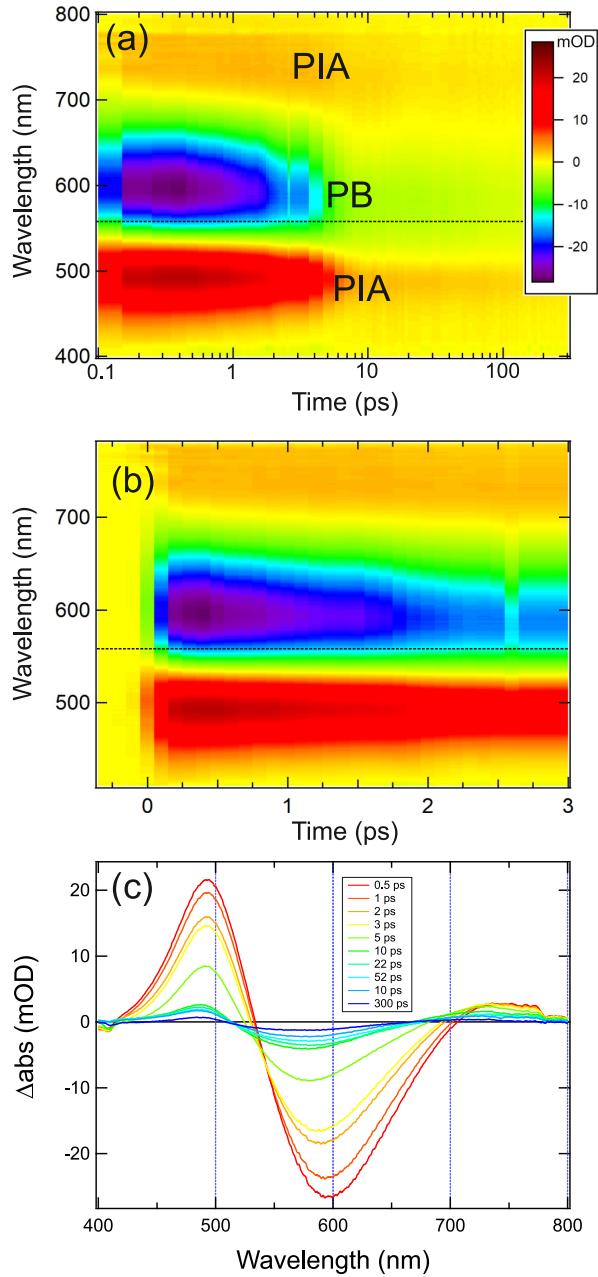 800
(a)
PIA
mOD
700
20
10
600
0
PB
-10
500
-20
PIA
400
0.1
1
10
100
Wavelength (nm)
Time (ps)
(b)
700
600
500
0
1
2
3
Wavelength (nm)
Time (ps)
(c)
20
10
0
-10
-20
0.5 ps
1 ps
2 ps
3 ps
5 ps
10 ps
22 ps
52 ps
10 ps
300 ps
Δabs (mOD)
400
500
600
700
800
Wavelength (nm)